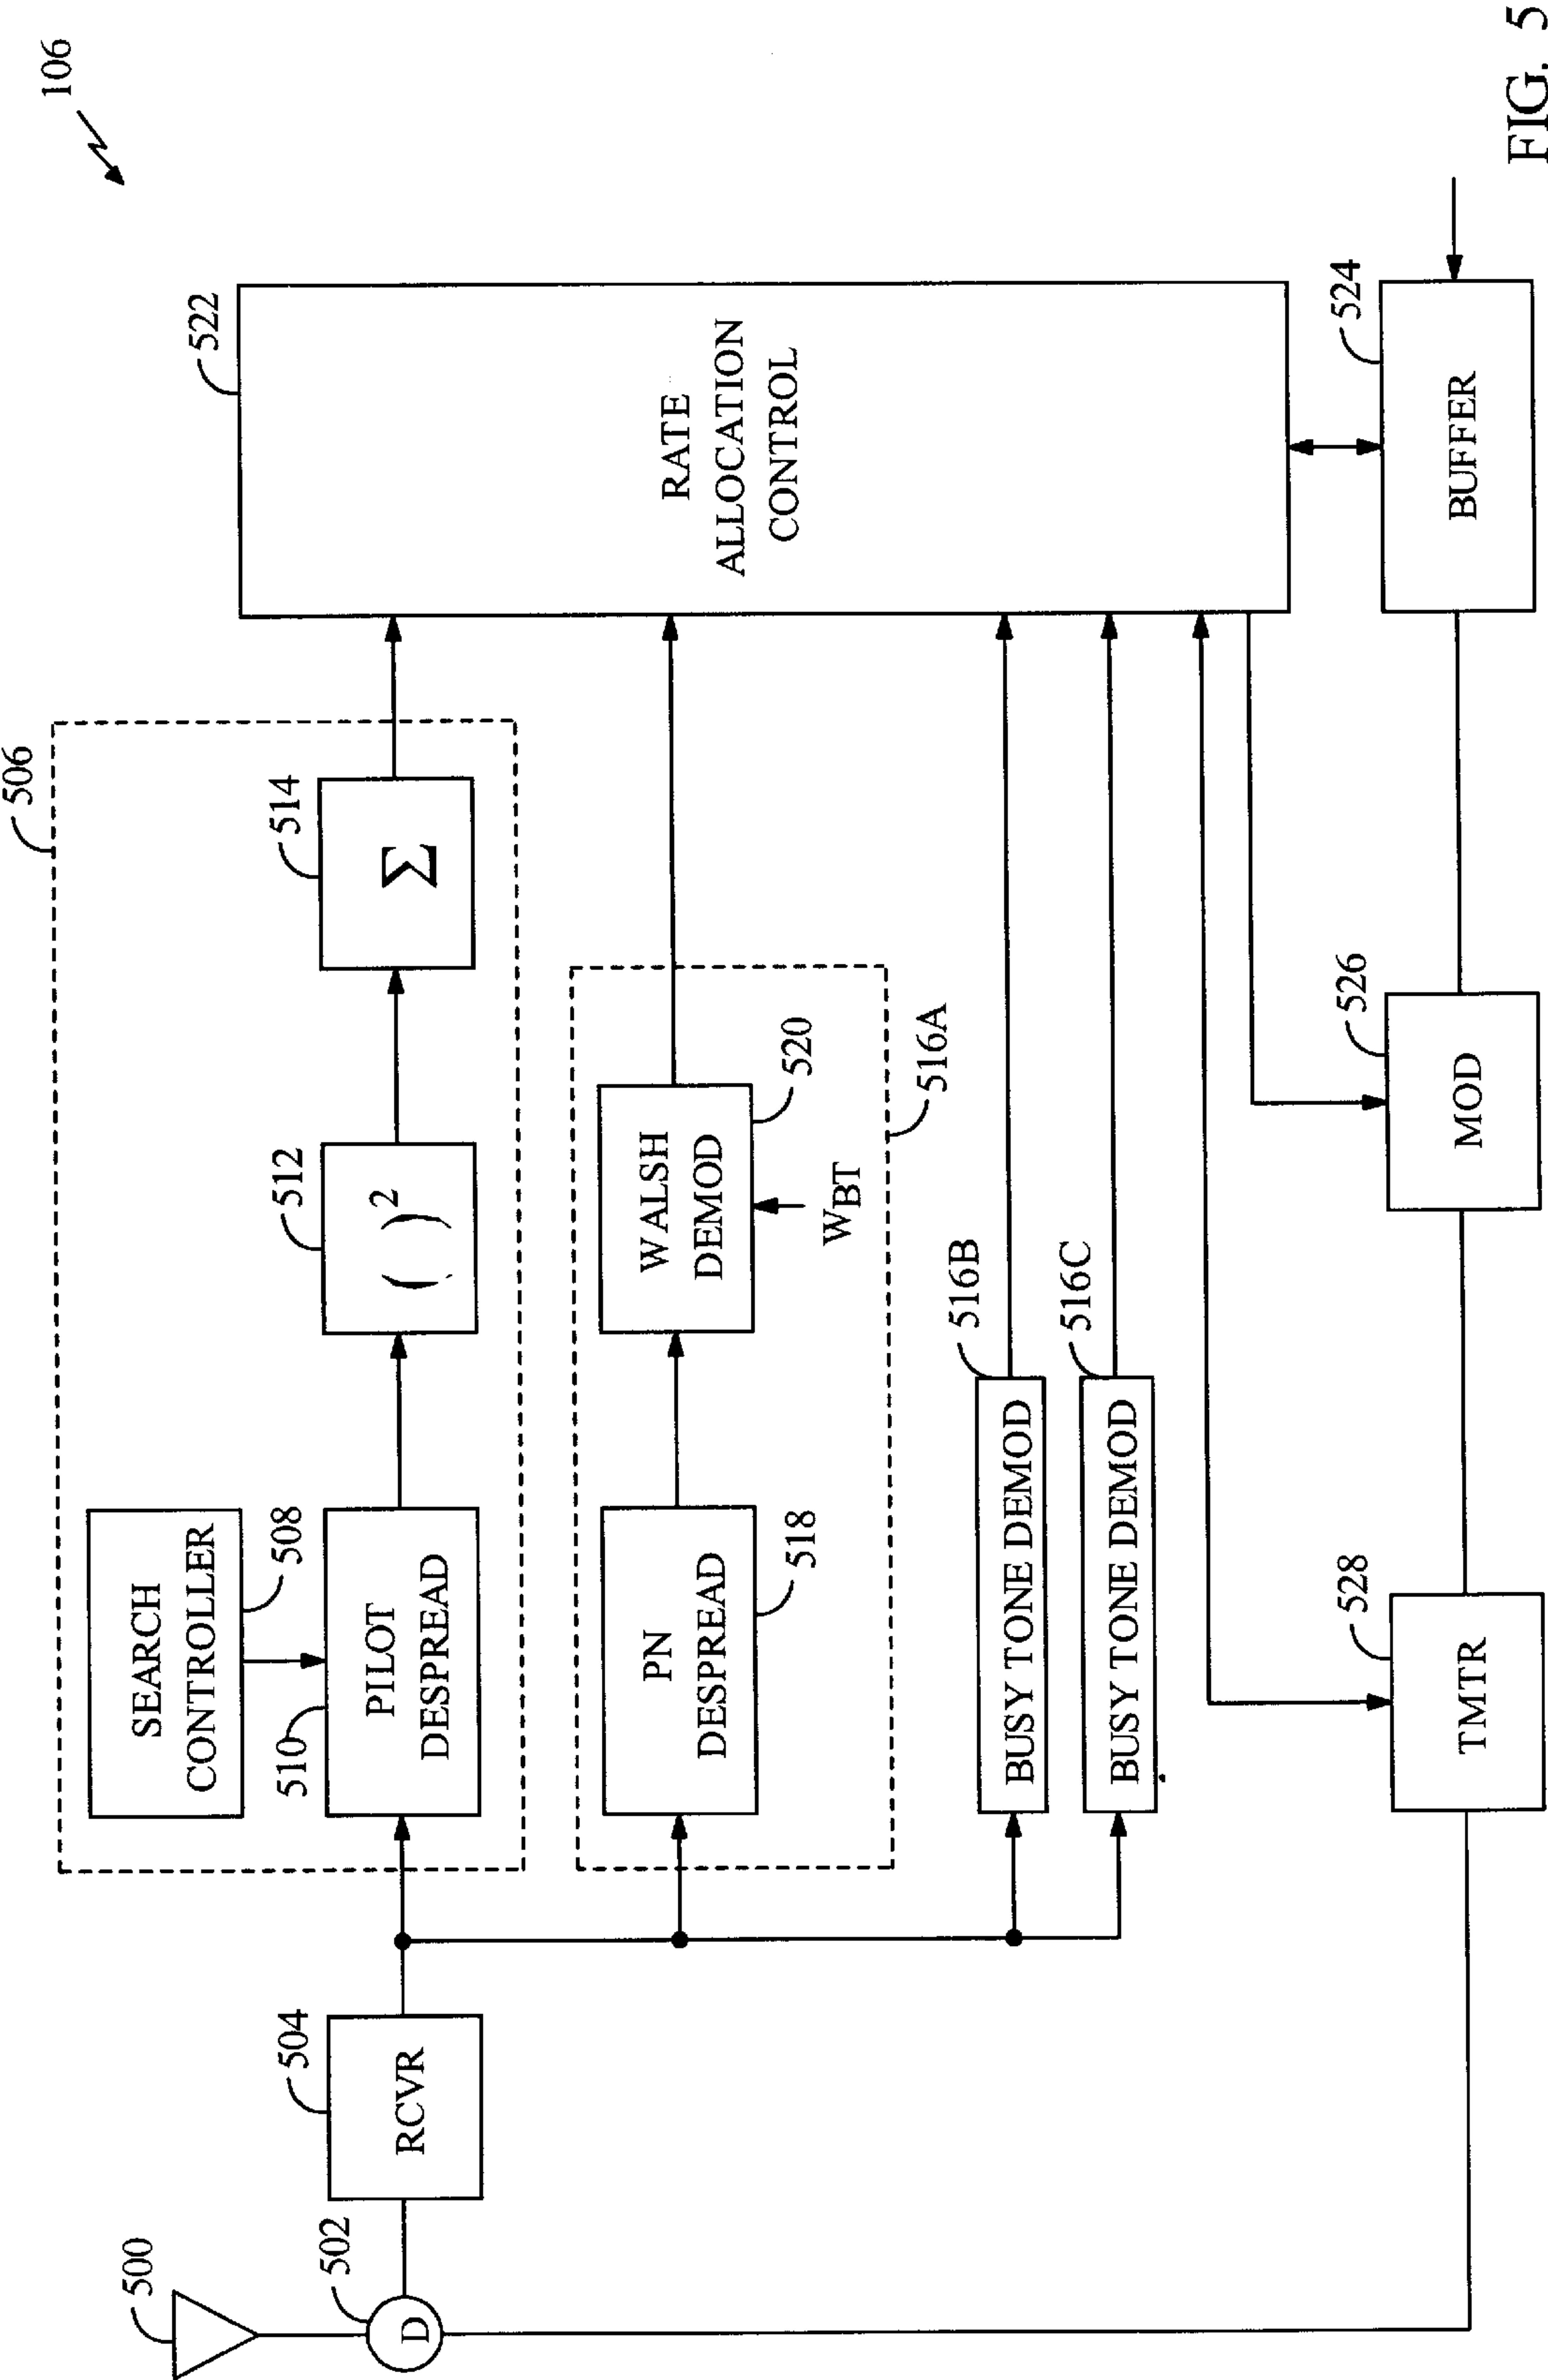 106
506
522
SEARCH
CONTROLLER
508
510
PILOT
DESPREAD
512
( )²
514
Σ
500
502
D
504
RCVR
RATE
ALLOCATION
CONTROL
PN
DESPREAD
518
WALSH
DEMOD
520
WBT
516A
516B
BUSY TONE DEMOD
516C
BUSY TONE DEMOD
528
TMTR
526
MOD
524
BUFFER
FIG. 5